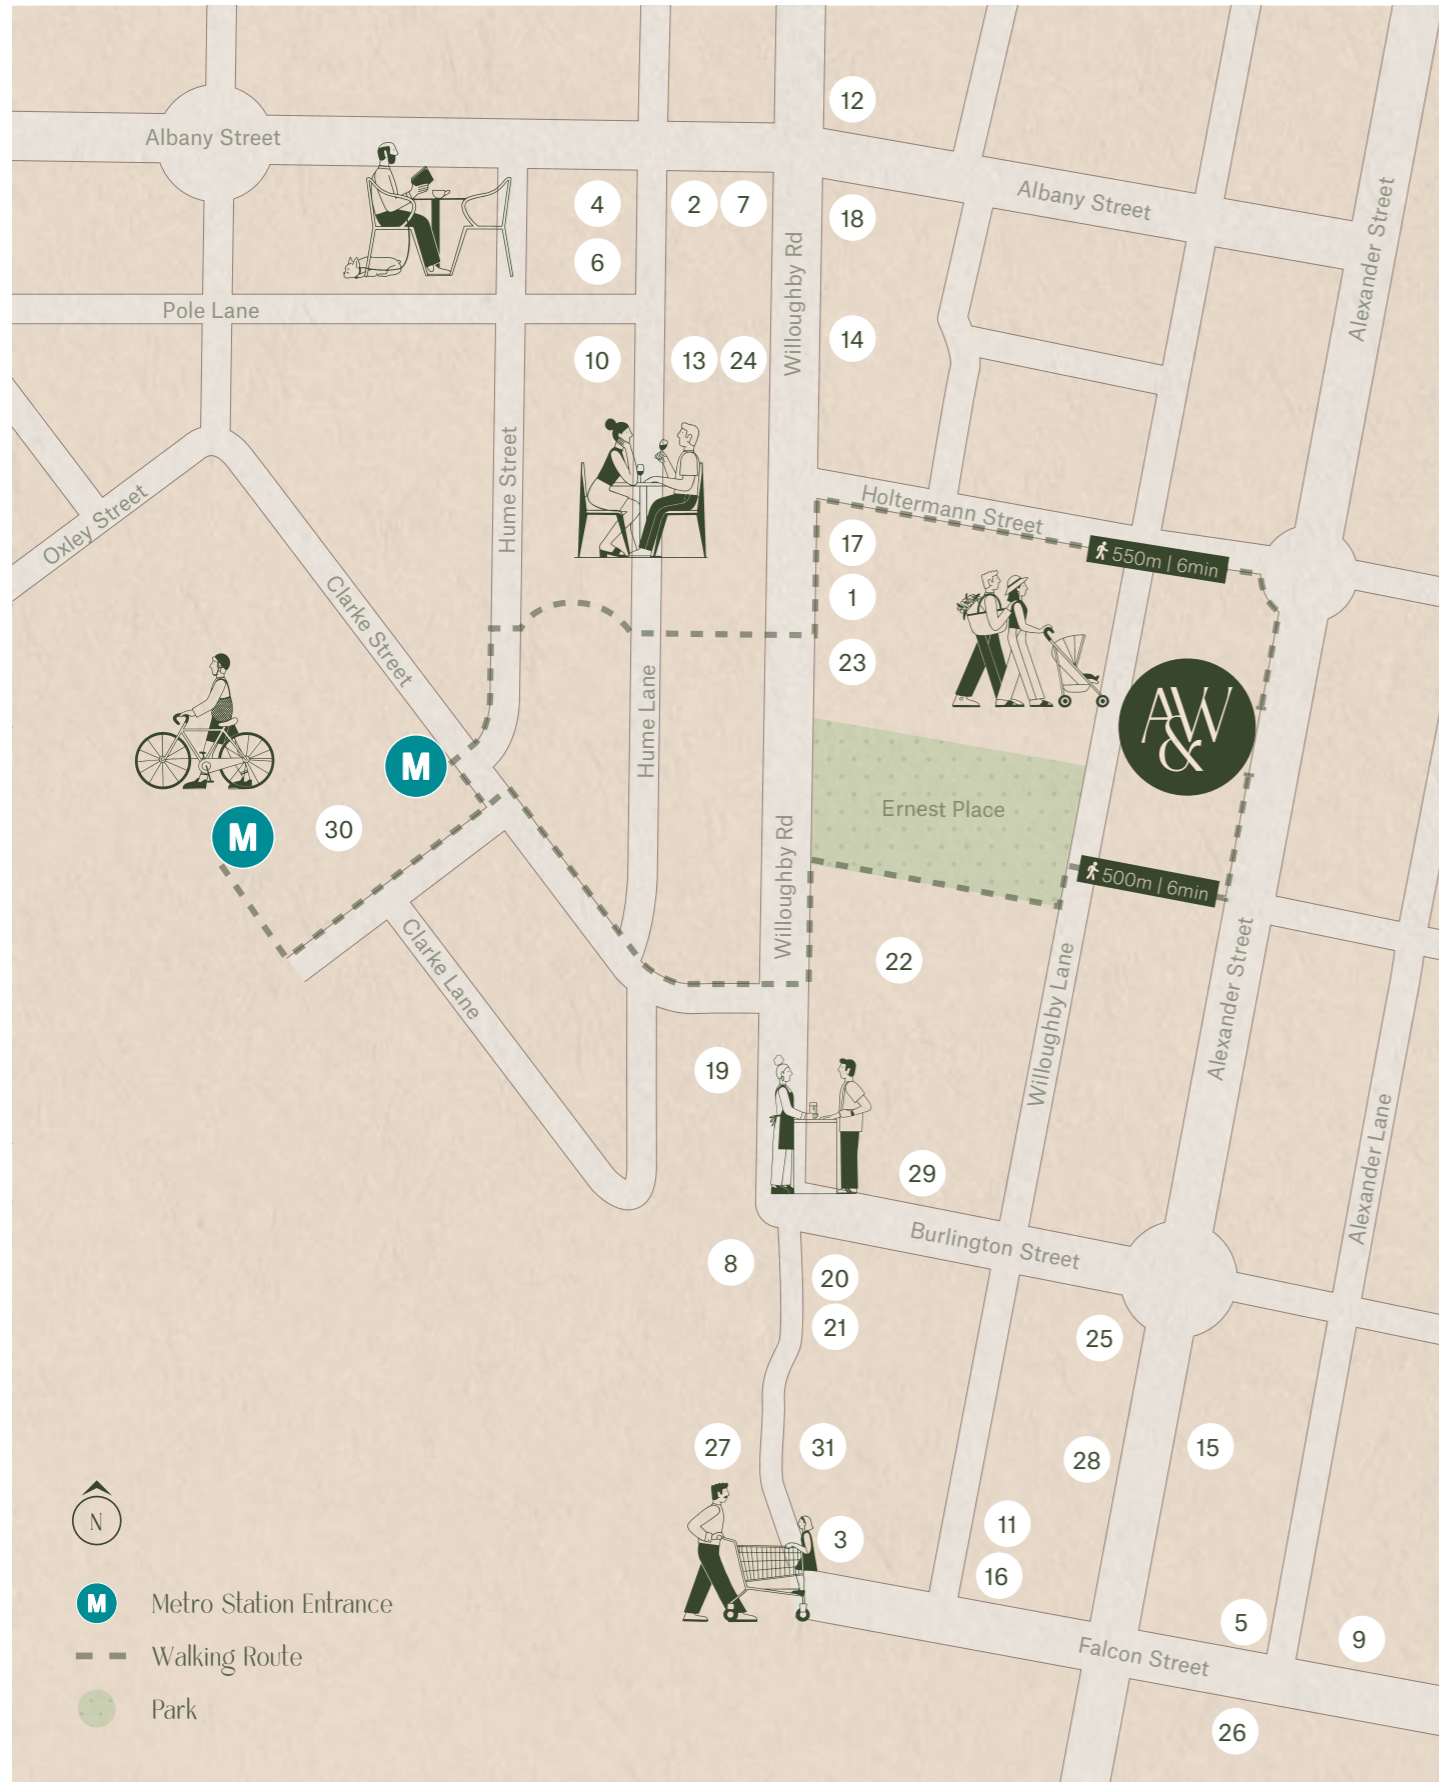 12
Albany Street
4
2
7
18
Albany Street
Alexander Street
6
Willoughby Rd
Pole Lane
10
13
24
14
Hume Street
Oxley Street
Holtermann Street
17
550m | 6min
1
Clarke Street
23
Hume Lane
A&W
M
M
30
Ernest Place
Willoughby Rd
500m | 6min
22
Clarke Lane
Willoughby Lane
Alexander Street
19
29
Alexander Lane
Burlington Street
8
20
21
25
27
31
28
15
11
3
16
N
M Metro Station Entrance
Walking Route
Park
5
9
Falcon Street
26